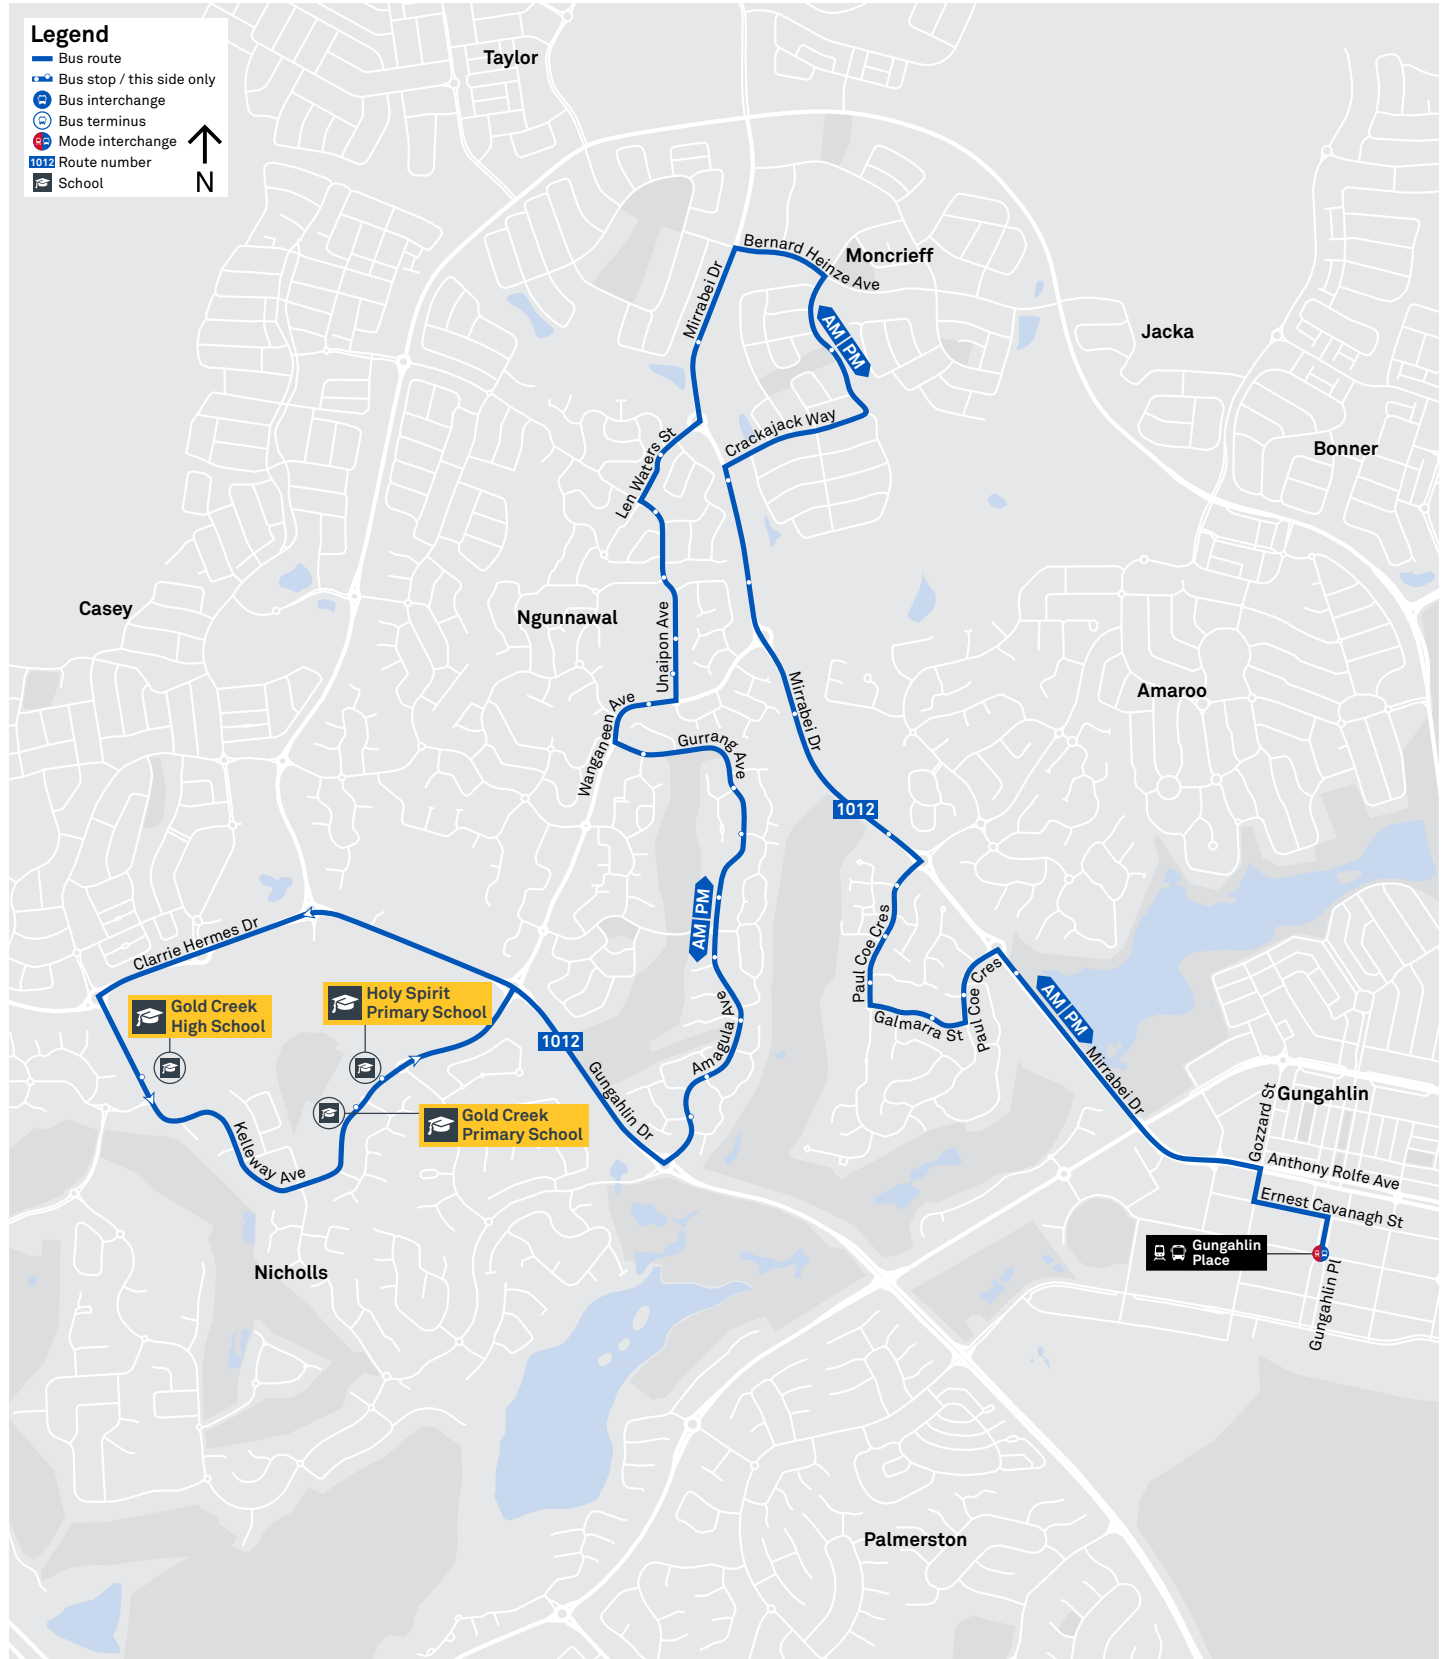 Legend
Bus route
Bus stop / this side only
Bus interchange
Bus terminus
Mode interchange
1012 Route number
School
N
Taylor
Bernard Heinze Ave
Moncrieff
Mirrabei Dr
AM | PM
Jacka
Crackajack Way
Len Waters St
Bonner
Casey
Ngunnawal
Unaipon Ave
Amaroo
Mirrabei Dr
Wanganeen Ave
Gurrang Ave
1012
AM | PM
Paul Coe Cres
Clarrie Hermes Dr
Paul Coe Cres
Galmarra St
AM | PM
Gold Creek
High School
Holy Spirit
Primary School
1012
Amagula Ave
Gungahlin Dr
Mirrabei Dr
Gungahlin
Gozzard St
Gold Creek
Primary School
Kelleway Ave
Anthony Rolfe Ave
Ernest Cavanagh St
Gungahlin
Place
Gungahlin Pl
Nicholls
Palmerston